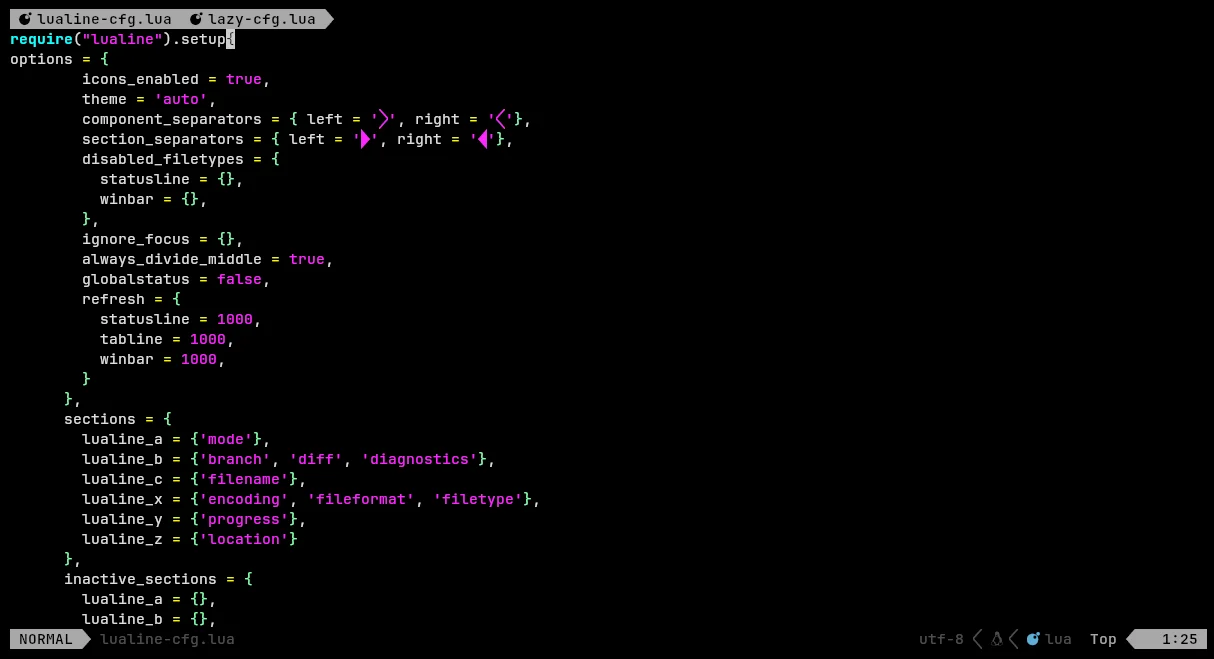 lualine-cfg.lua  lazy-cfg.lua
require("lualine").setup{
options = {
        icons_enabled = true,
        theme = 'auto',
        component_separators = { left = '', right = ''},
        section_separators = { left = '', right = ''},
        disabled_filetypes = {
          statusline = {},
          winbar = {},
        },
        ignore_focus = {},
        always_divide_middle = true,
        globalstatus = false,
        refresh = {
          statusline = 1000,
          tabline = 1000,
          winbar = 1000,
        }
      },
      sections = {
        lualine_a = {'mode'},
        lualine_b = {'branch', 'diff', 'diagnostics'},
        lualine_c = {'filename'},
        lualine_x = {'encoding', 'fileformat', 'filetype'},
        lualine_y = {'progress'},
        lualine_z = {'location'}
      },
      inactive_sections = {
        lualine_a = {},
        lualine_b = {},
NORMAL  lualine-cfg.lua  utf-8  lua  Top  1:25